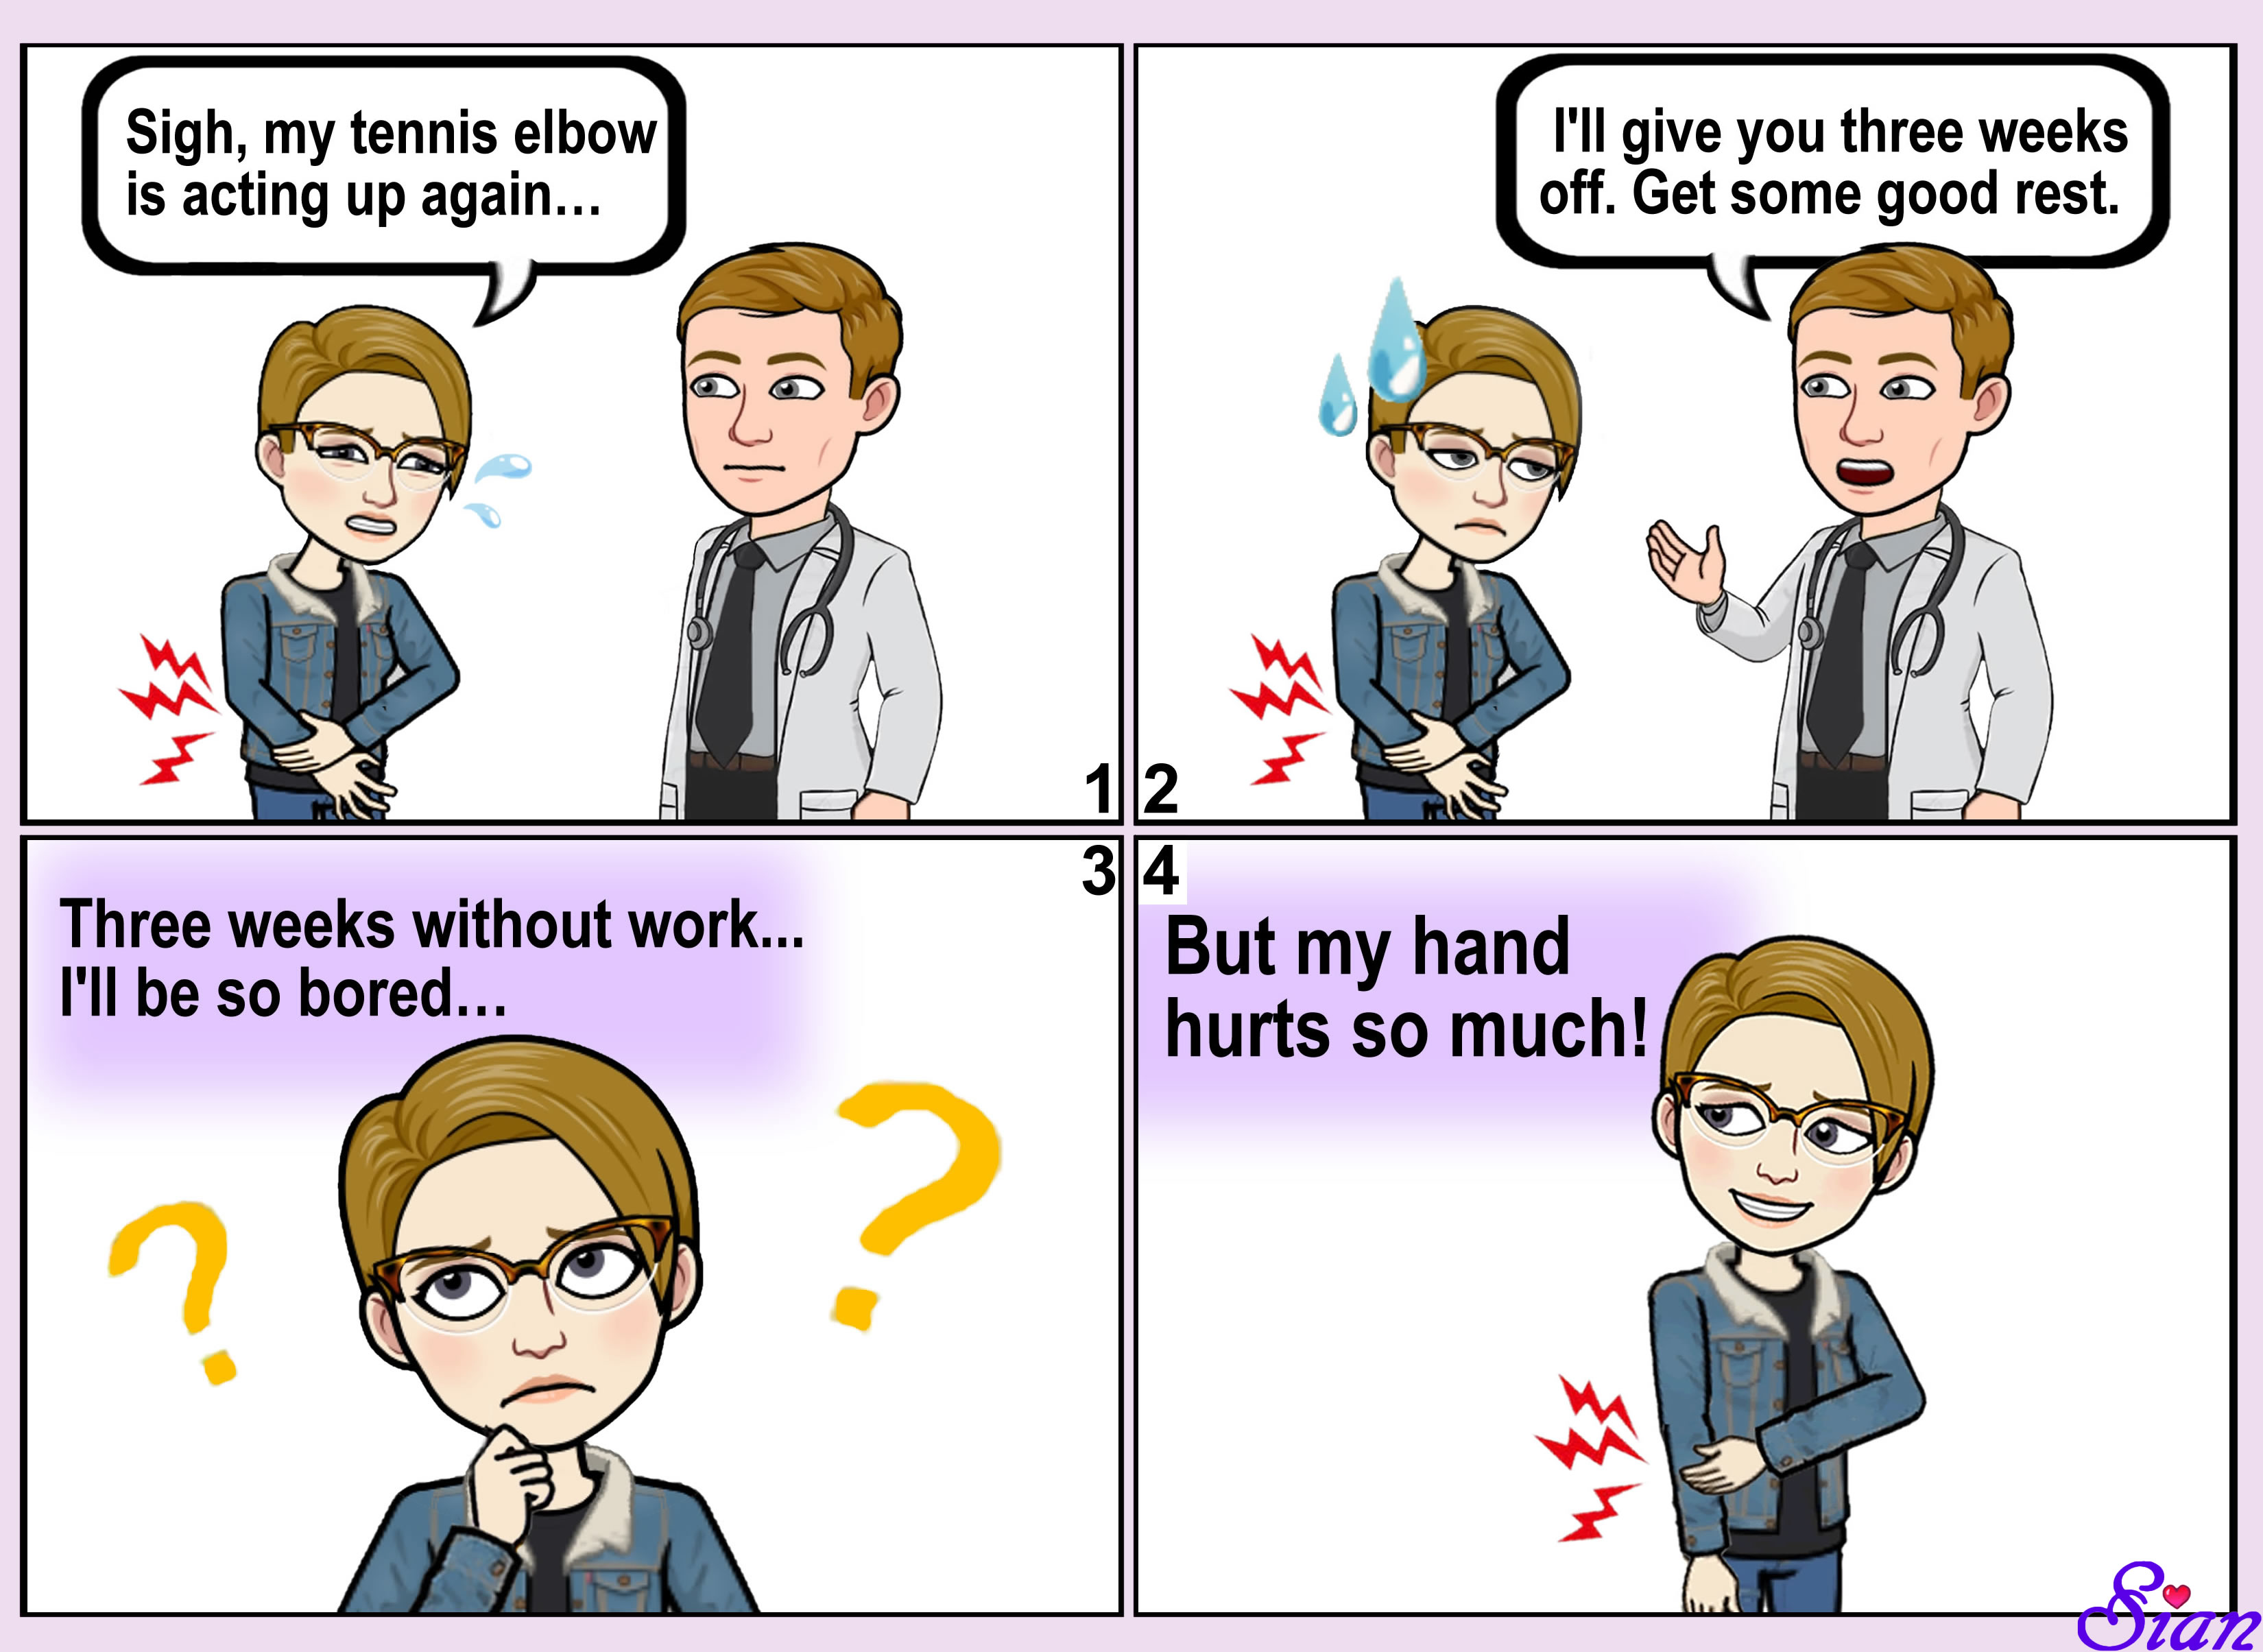 Sigh, my tennis elbow
is acting up again...
1
I'll give you three weeks
off. Get some good rest.
2
Three weeks without work...
I'll be so bored...
3
4
But my hand
hurts so much!
Sian